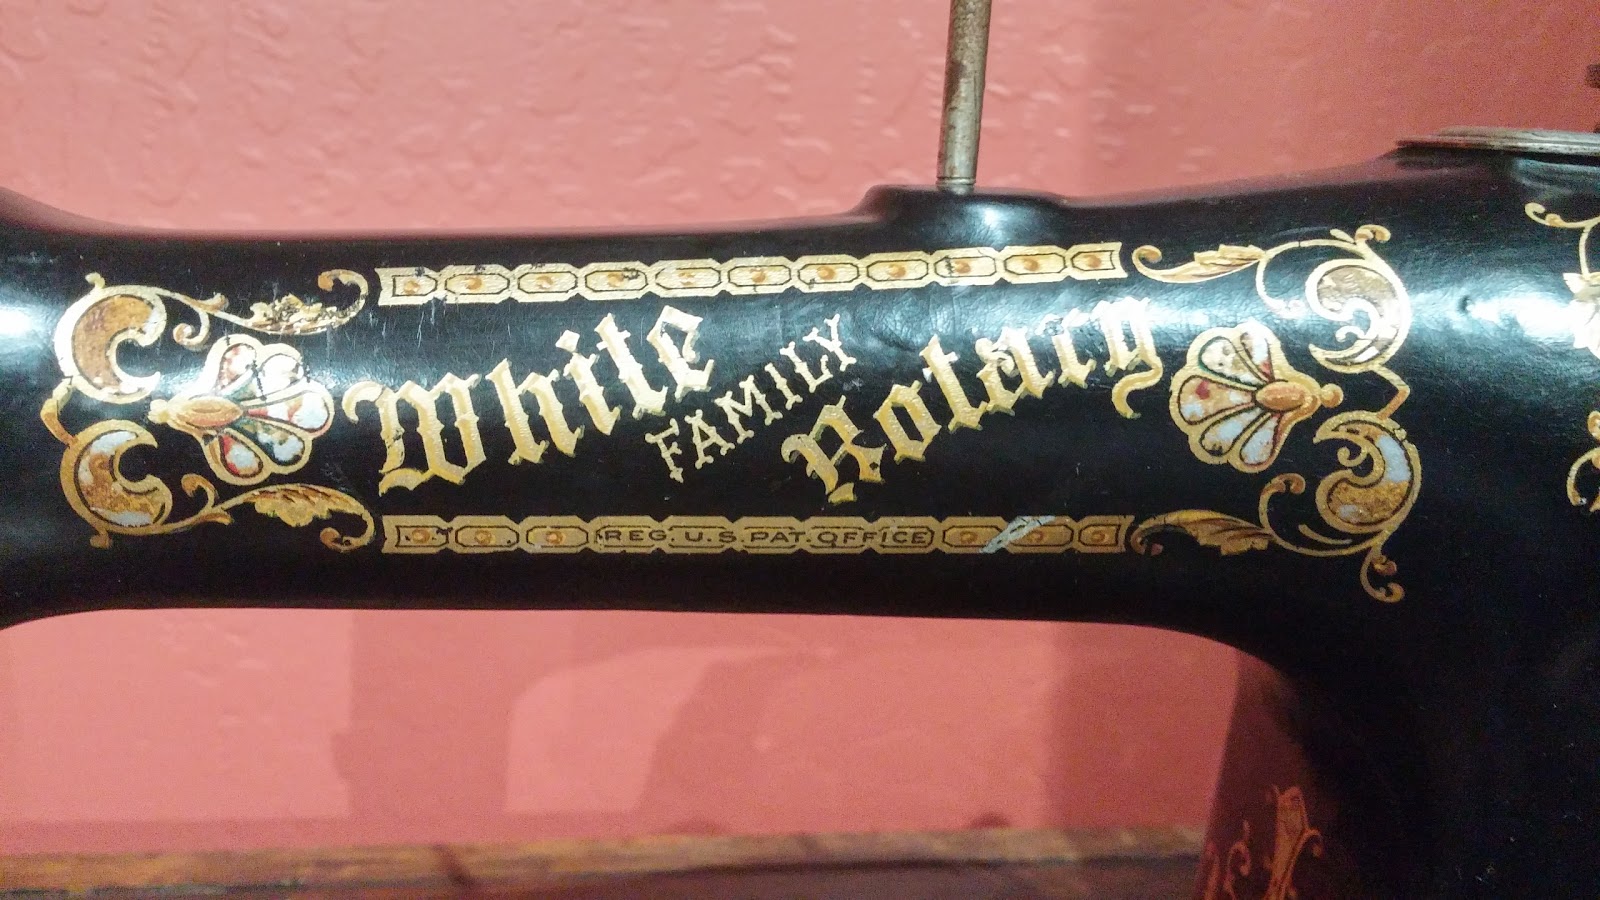 White
FAMILY
Rotary
REG. U.S. PAT. OFFICE